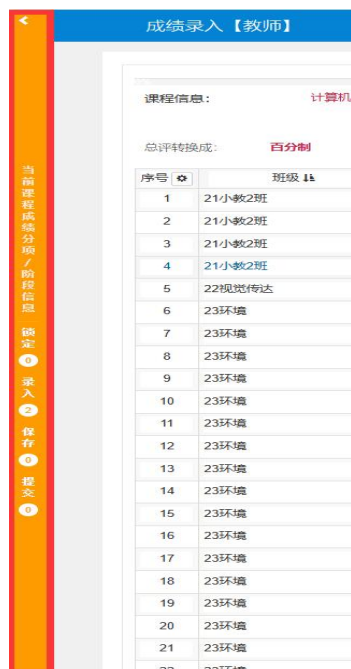 成绩录入【教师】
当前课程成绩分项/阶段信息 锁定 0 录入 2 保存 0 提交 0
课程信息: 计算机
总评转换成: 百分制
序号 班级
1 21小教2班
2 21小教2班
3 21小教2班
4 21小教2班
5 22视觉传达
6 23环境
7 23环境
8 23环境
9 23环境
10 23环境
11 23环境
12 23环境
13 23环境
14 23环境
15 23环境
16 23环境
17 23环境
18 23环境
19 23环境
20 23环境
21 23环境